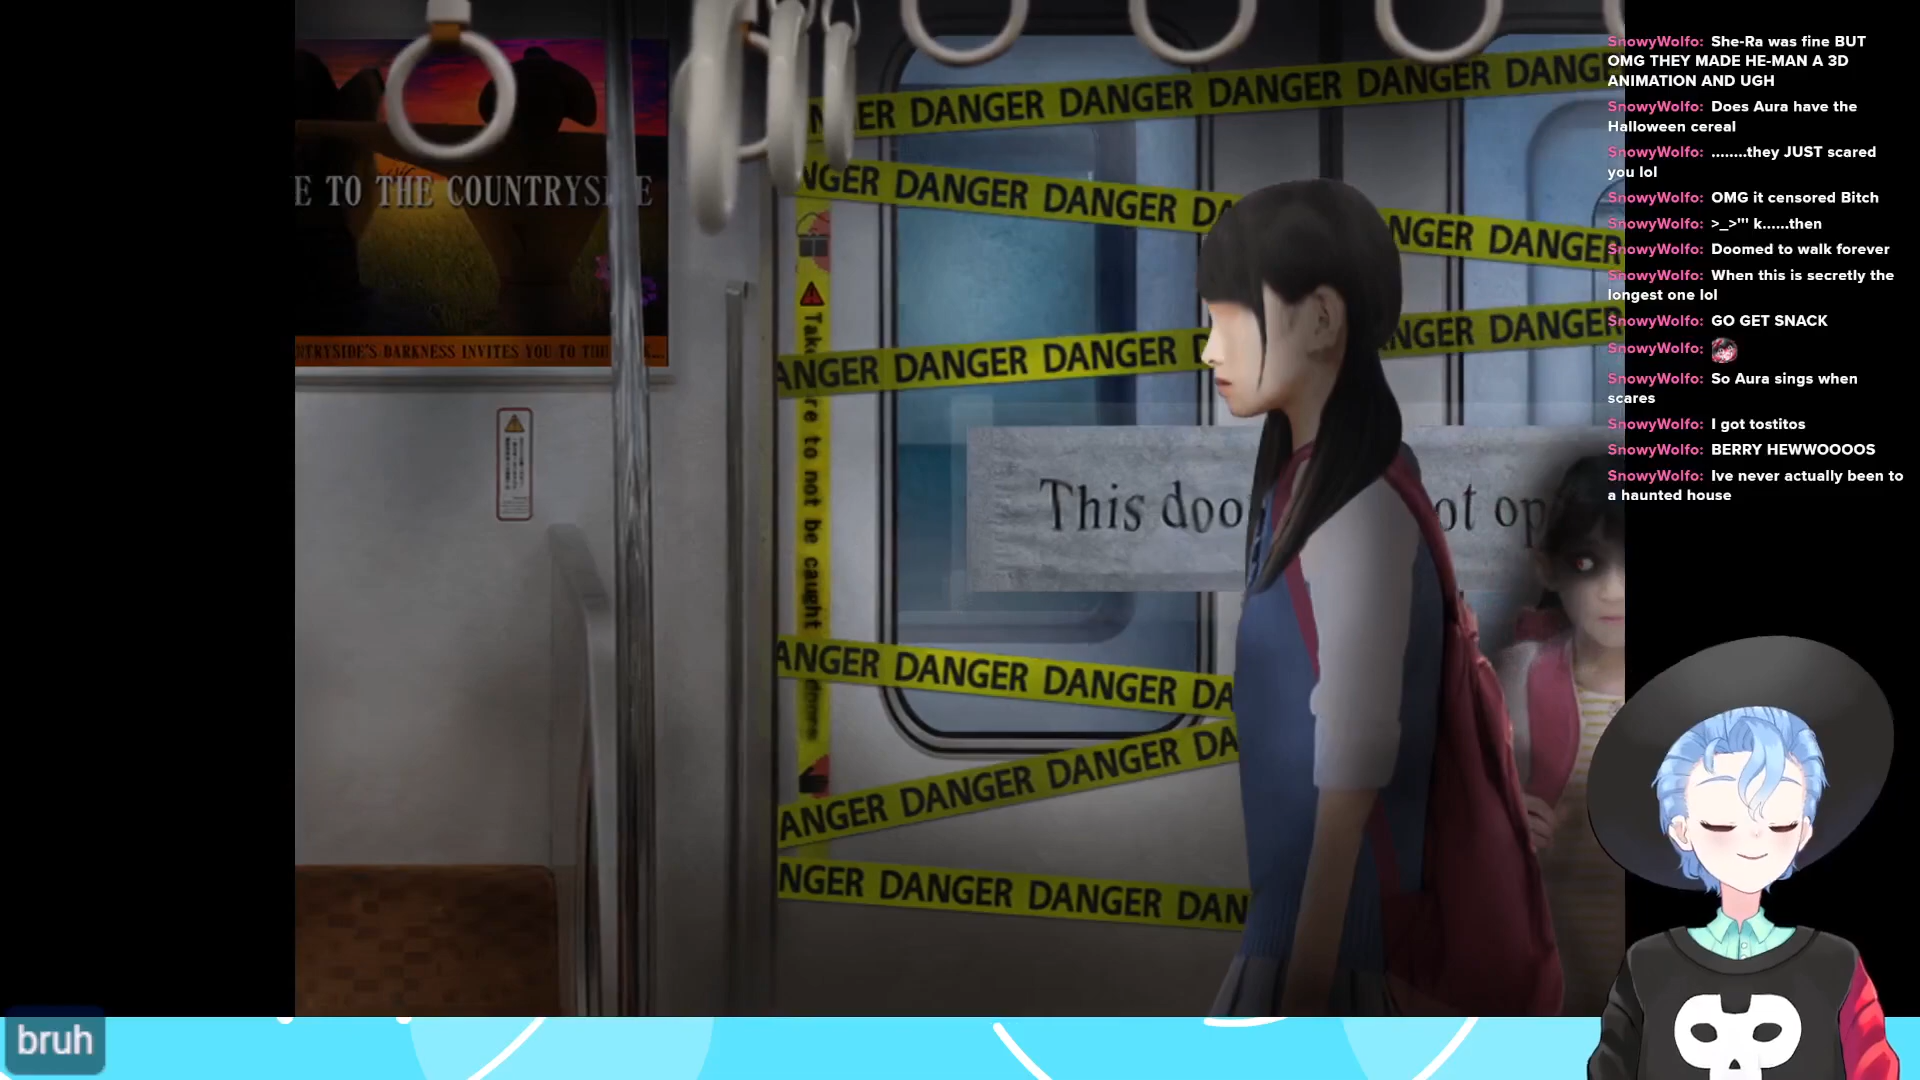 E TO THE COUNTRYSI E
NTRYSIDE'S DARKNESS INVITES YOU TO TH
NGER DANGER DANGER DANGER DANGER DANG
NGER DANGER DANGER DA
NGER DANGER
ANGER DANGER DANGER D
NGER DANGER
Take re to not be caught
This doo ot op
ANGER DANGER DANGER DA
ANGER DANGER DANGER DA
NGER DANGER DANGER DAN
SnowyWolfo: She-Ra was fine BUT
OMG THEY MADE HE-MAN A 3D
ANIMATION AND UGH
SnowyWolfo: Does Aura have the
Halloween cereal
SnowyWolfo: ........they JUST scared
you lol
SnowyWolfo: OMG it censored Bitch
SnowyWolfo: >_>"' k......then
SnowyWolfo: Doomed to walk forever
SnowyWolfo: When this is secretly the
longest one lol
SnowyWolfo: GO GET SNACK
SnowyWolfo:
SnowyWolfo: So Aura sings when
scares
SnowyWolfo: I got tostitos
SnowyWolfo: BERRY HEWWOOOOS
SnowyWolfo: Ive never actually been to
a haunted house
bruh